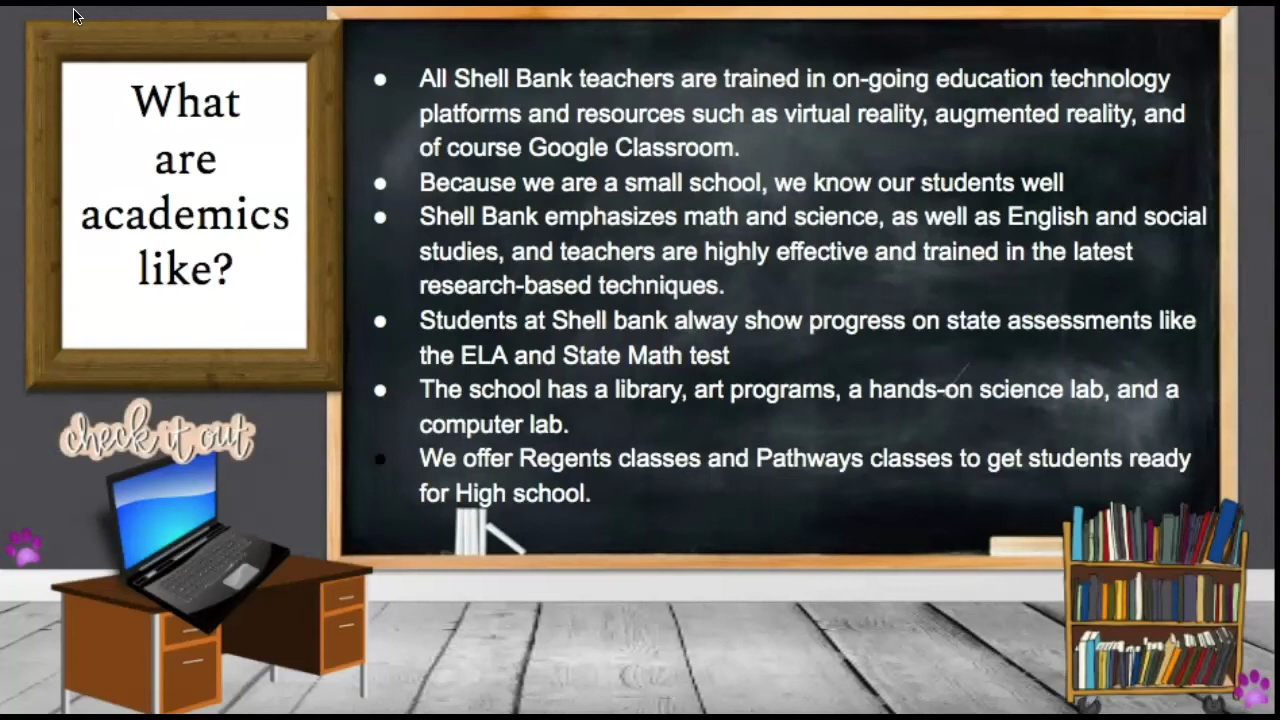 What
are
academics
like?
check it out
● All Shell Bank teachers are trained in on-going education technology
platforms and resources such as virtual reality, augmented reality, and
of course Google Classroom.
● Because we are a small school, we know our students well
● Shell Bank emphasizes math and science, as well as English and social
studies, and teachers are highly effective and trained in the latest
research-based techniques.
● Students at Shell bank alway show progress on state assessments like
the ELA and State Math test
● The school has a library, art programs, a hands-on science lab, and a
computer lab.
● We offer Regents classes and Pathways classes to get students ready
for High school.